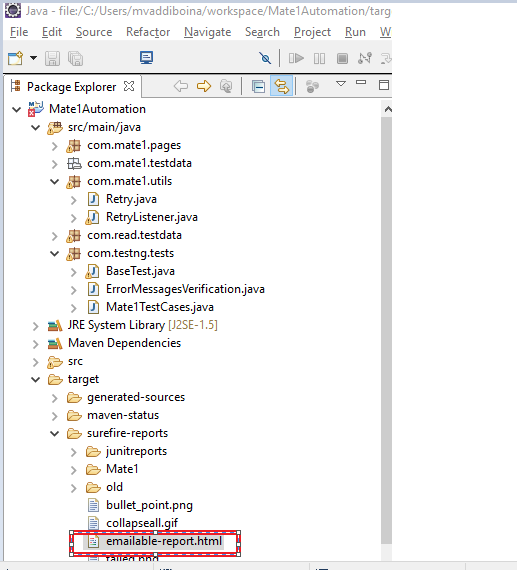 Java - file:/C:/Users/mvaddiboina/workspace/Mate1Automation/targ
File Edit Source Refactor Navigate Search Project Run W
Package Explorer
Mate1Automation
src/main/java
com.mate1.pages
com.mate1.testdata
com.mate1.utils
Retry.java
RetryListener.java
com.read.testdata
com.testng.tests
BaseTest.java
ErrorMessagesVerification.java
Mate1TestCases.java
JRE System Library [J2SE-1.5]
Maven Dependencies
src
target
generated-sources
maven-status
surefire-reports
junitreports
Mate1
old
bullet_point.png
collapseall.gif
emailable-report.html
failed.png